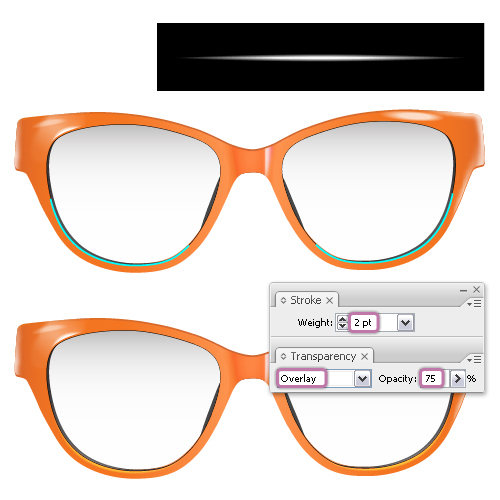 Stroke
Weight: 2 pt
Transparency
Overlay Opacity: 75 %